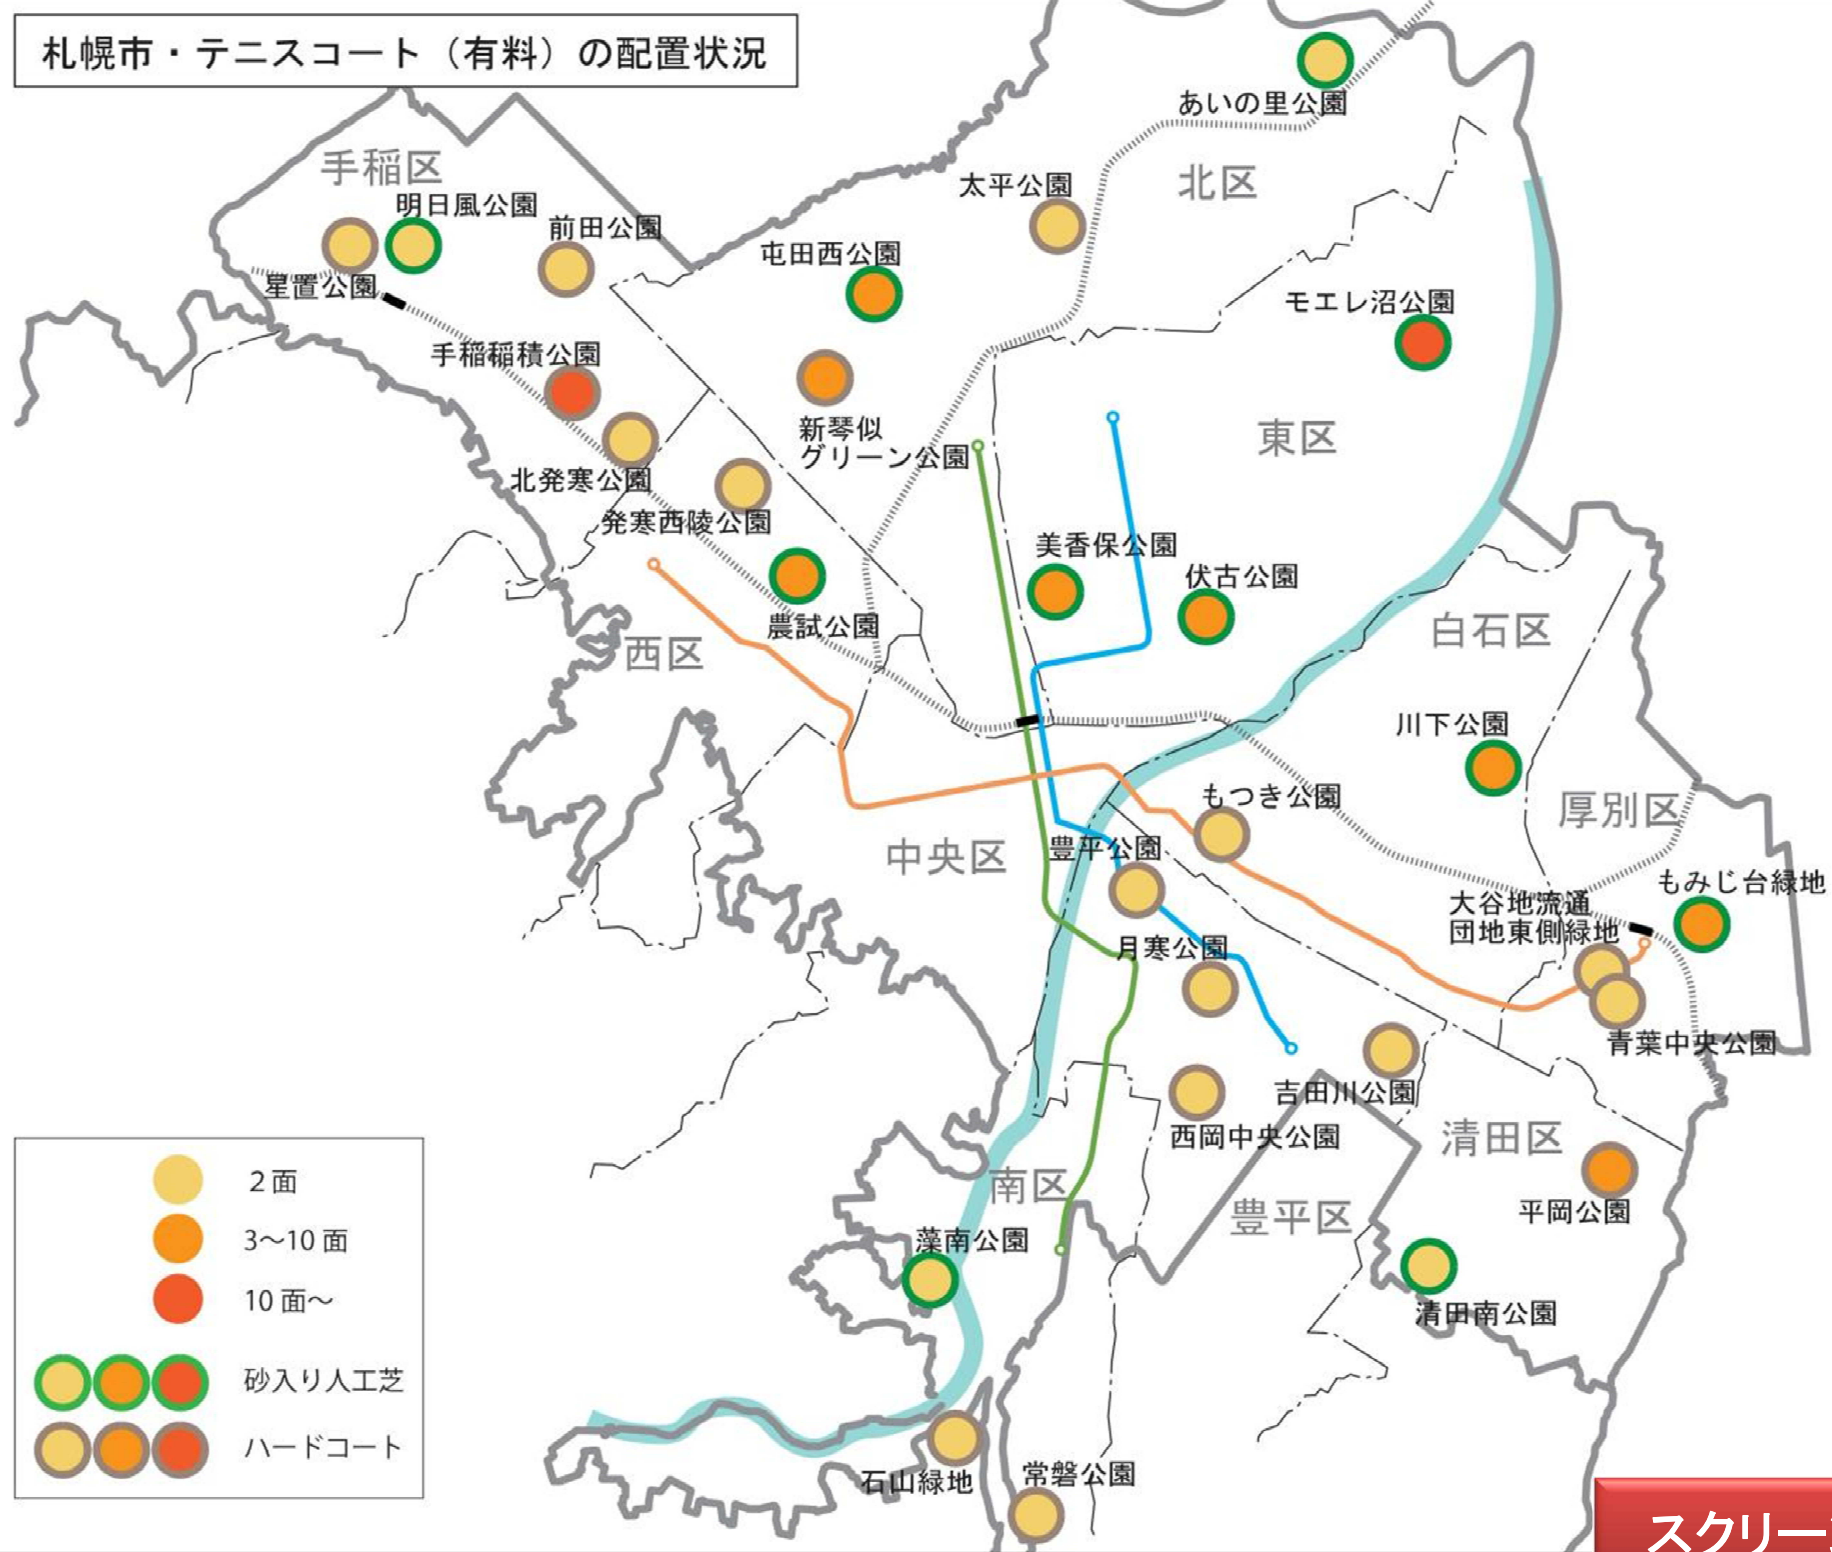 札幌市・テニスコート（有料）の配置状況
あいの里公園
手稲区
北区
太平公園
明日風公園
前田公園
屯田西公園
星置公園
モエレ沼公園
手稲稲積公園
新琴似
グリーン公園
東区
北発寒公園
発寒西陵公園
美香保公園
伏古公園
農試公園
西区
白石区
川下公園
もつき公園
厚別区
中央区
豊平公園
もみじ台緑地
大谷地流通
団地東側緑地
月寒公園
青葉中央公園
吉田川公園
西岡中央公園
清田区
南区
豊平区
平岡公園
藻南公園
清田南公園
石山緑地
常磐公園
2面
3～10面
10面～
砂入り人工芝
ハードコート
スクリー